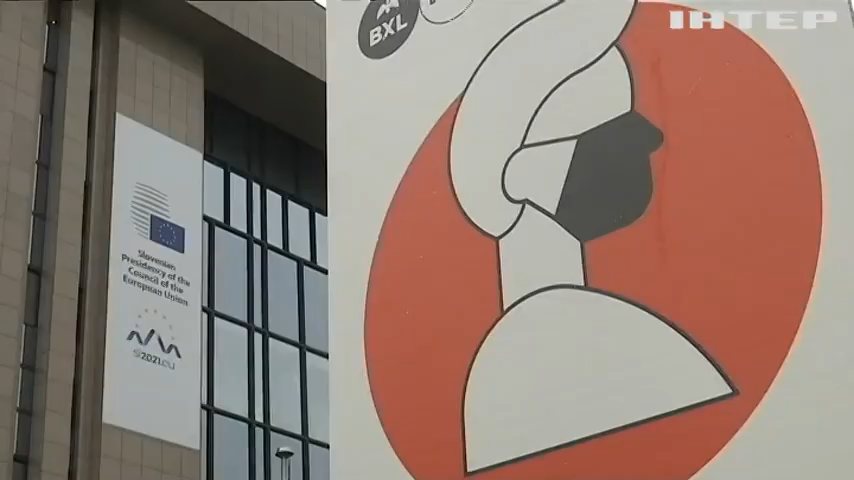 BXL
ІНТЕР
Slovenian
Presidency of the
Council of the
European Union
si2021.eu